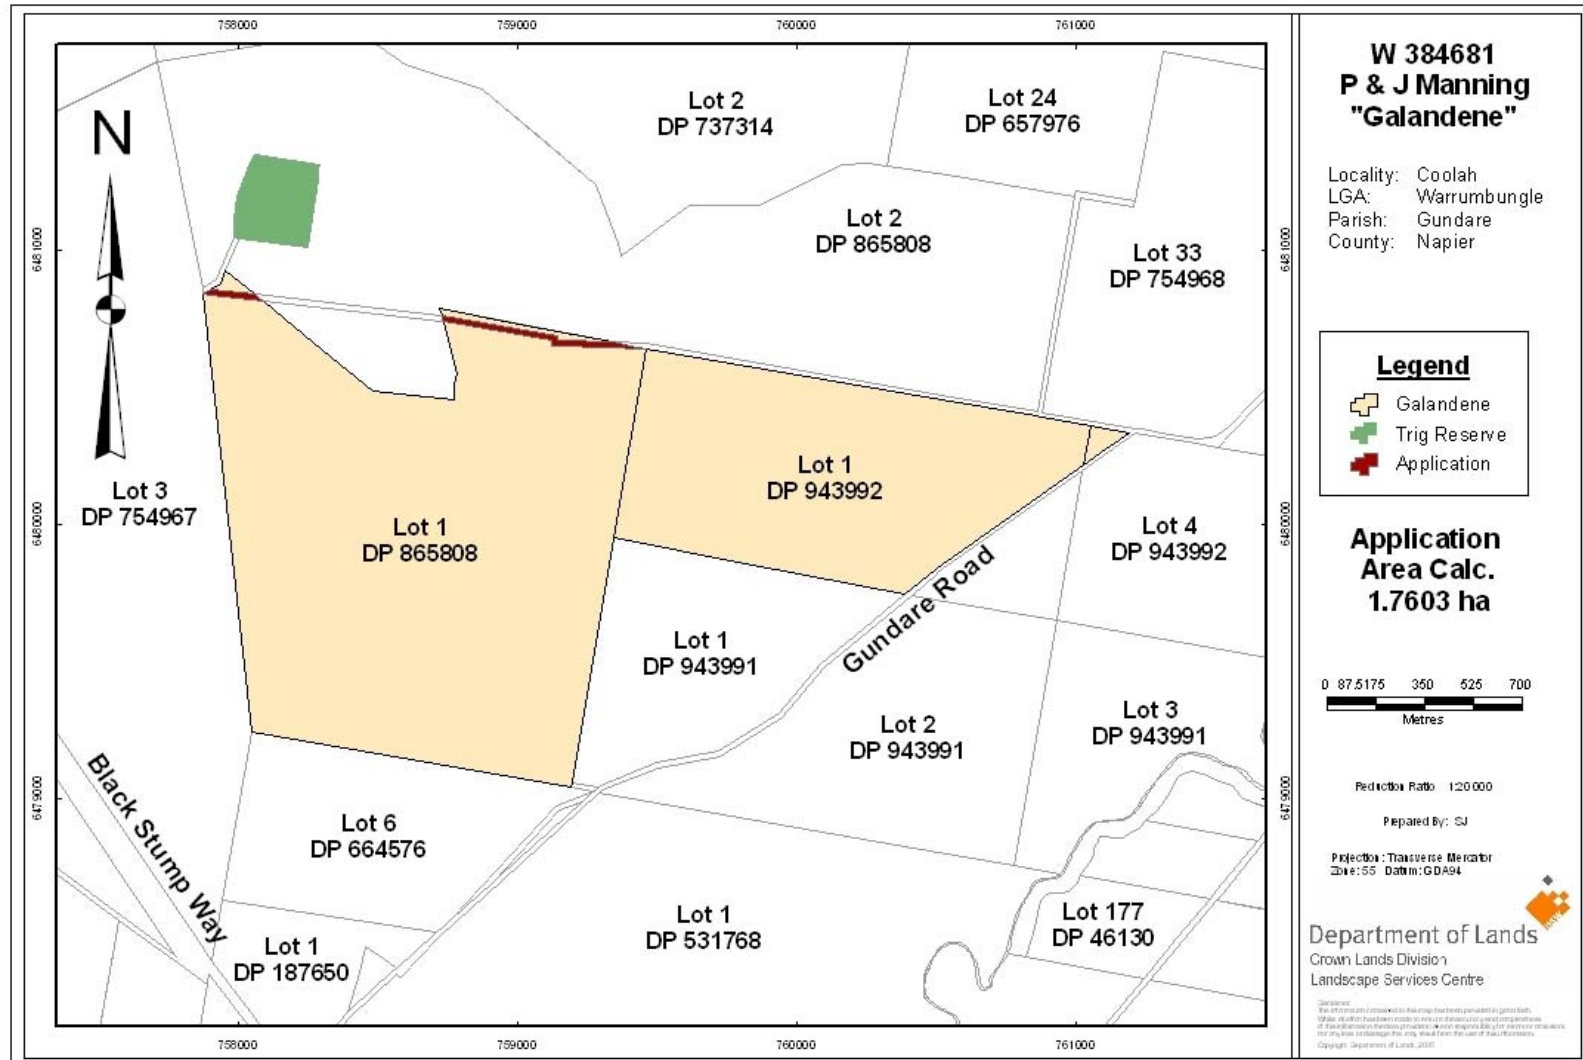 758000
759000
760000
761000
W 384681
P & J Manning
"Galandene"
Locality: Coolah
LGA: Warrumbungle
Parish: Gundare
County: Napier
N
Lot 2
DP 737314
Lot 24
DP 657976
Lot 2
DP 865808
Lot 33
DP 754968
6481000
6481000
Legend
Galandene
Trig Reserve
Application
Lot 3
DP 754967
Lot 1
DP 865808
Lot 1
DP 943992
Lot 4
DP 943992
6480000
6480000
Application
Area Calc.
1.7603 ha
Gundare Road
Lot 1
DP 943991
Lot 2
DP 943991
Lot 3
DP 943991
0 87.5175 350 525 700
Metres
6479000
6479000
Black Stump Way
Lot 6
DP 664576
Reduction Ratio 1:20000
Prepared By: SJ
Projection: Transverse Mercator
Zone: 55 Datum: GDA94
Lot 1
DP 187650
Lot 1
DP 531768
Lot 177
DP 46130
NSW
Department of Lands
Crown Lands Division
Landscape Services Centre
758000
759000
760000
761000